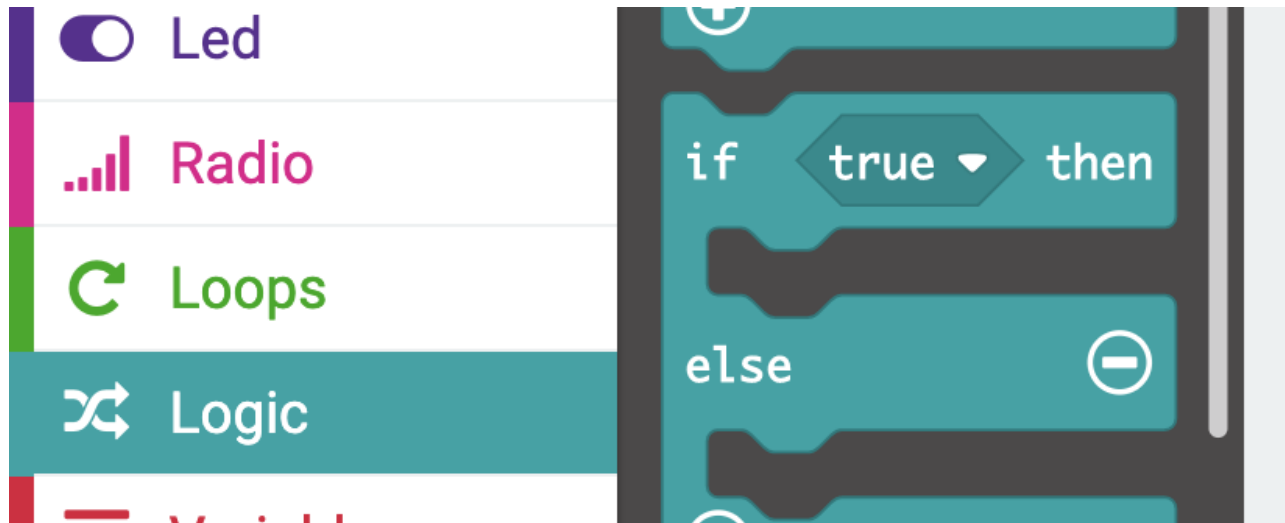 Led
Radio
Loops
Logic
if true then
else